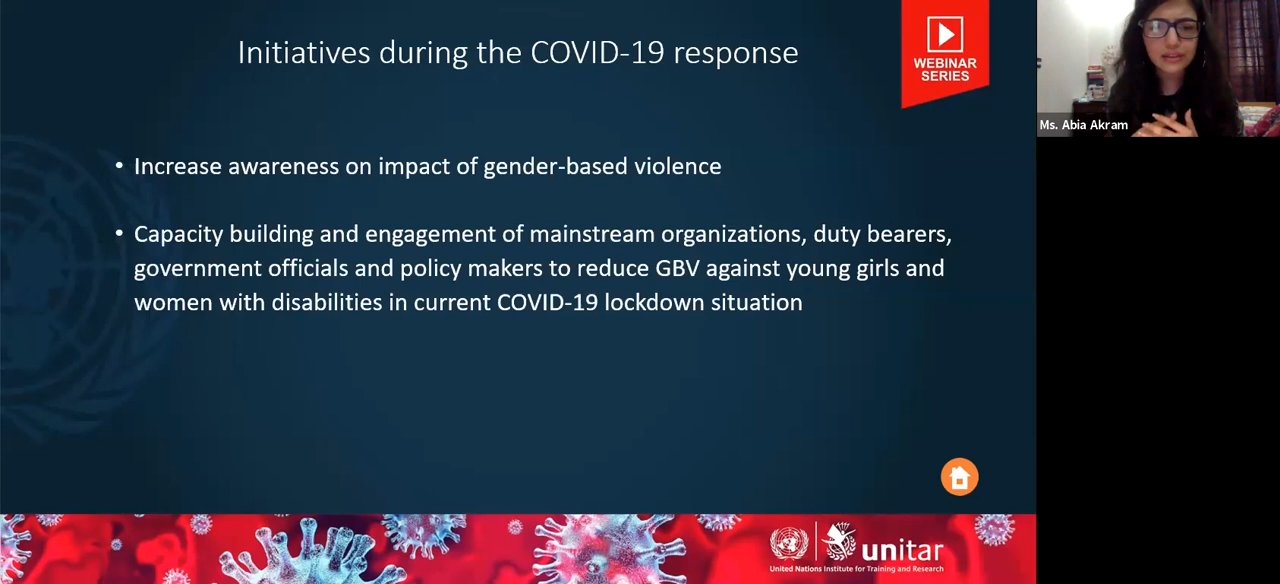 Initiatives during the COVID-19 response
WEBINAR
SERIES
Ms. Abia Akram
• Increase awareness on impact of gender-based violence
• Capacity building and engagement of mainstream organizations, duty bearers,
government officials and policy makers to reduce GBV against young girls and
women with disabilities in current COVID-19 lockdown situation
unitar
United Nations Institute for Training and Research